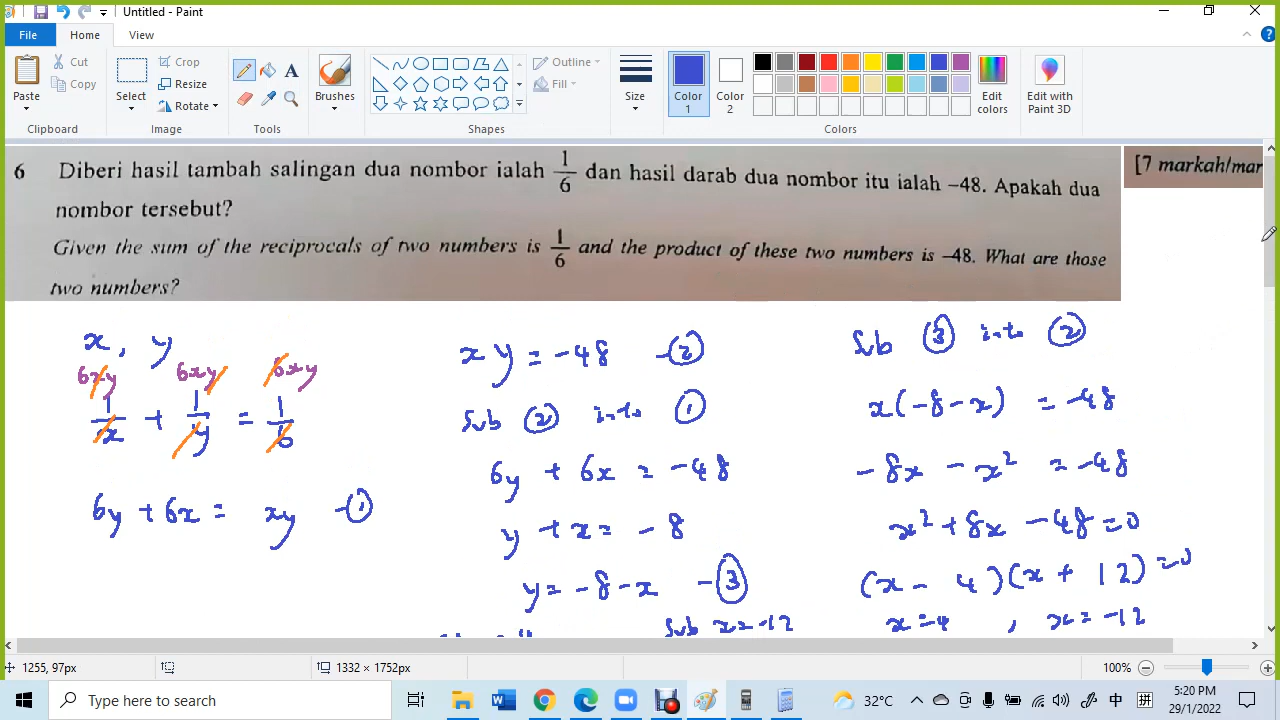 Untitled - Paint
File
Home
View
Paste
Cut
Copy
Clipboard
Select
Crop
Resize
Rotate
Image
A
Tools
Brushes
Outline
Fill
Shapes
Size
Color 1
Color 2
Edit colors
Colors
Edit with Paint 3D
6 Diberi hasil tambah salingan dua nombor ialah 1/6 dan hasil darab dua nombor itu ialah –48. Apakah dua
nombor tersebut?
Given the sum of the reciprocals of two numbers is 1/6 and the product of these two numbers is –48. What are those
two numbers?
[7 markah/mar
x, y
6xy 6xy 6xy
1/x + 1/y = 1/6
6y + 6x = xy -①
xy = -48 -②
Sub ② into ①
6y + 6x = -48
y + x = -8
y = -8 - x -③
Sub x = -12
Sub ③ into ②
x(-8-x) = -48
-8x - x² = -48
x² + 8x - 48 = 0
(x - 4)(x + 12) = 0
x = 4 , x = -12
1255, 97px
1332 × 1752px
100%
Type here to search
32°C
中
拼
5:20 PM
29/1/2022